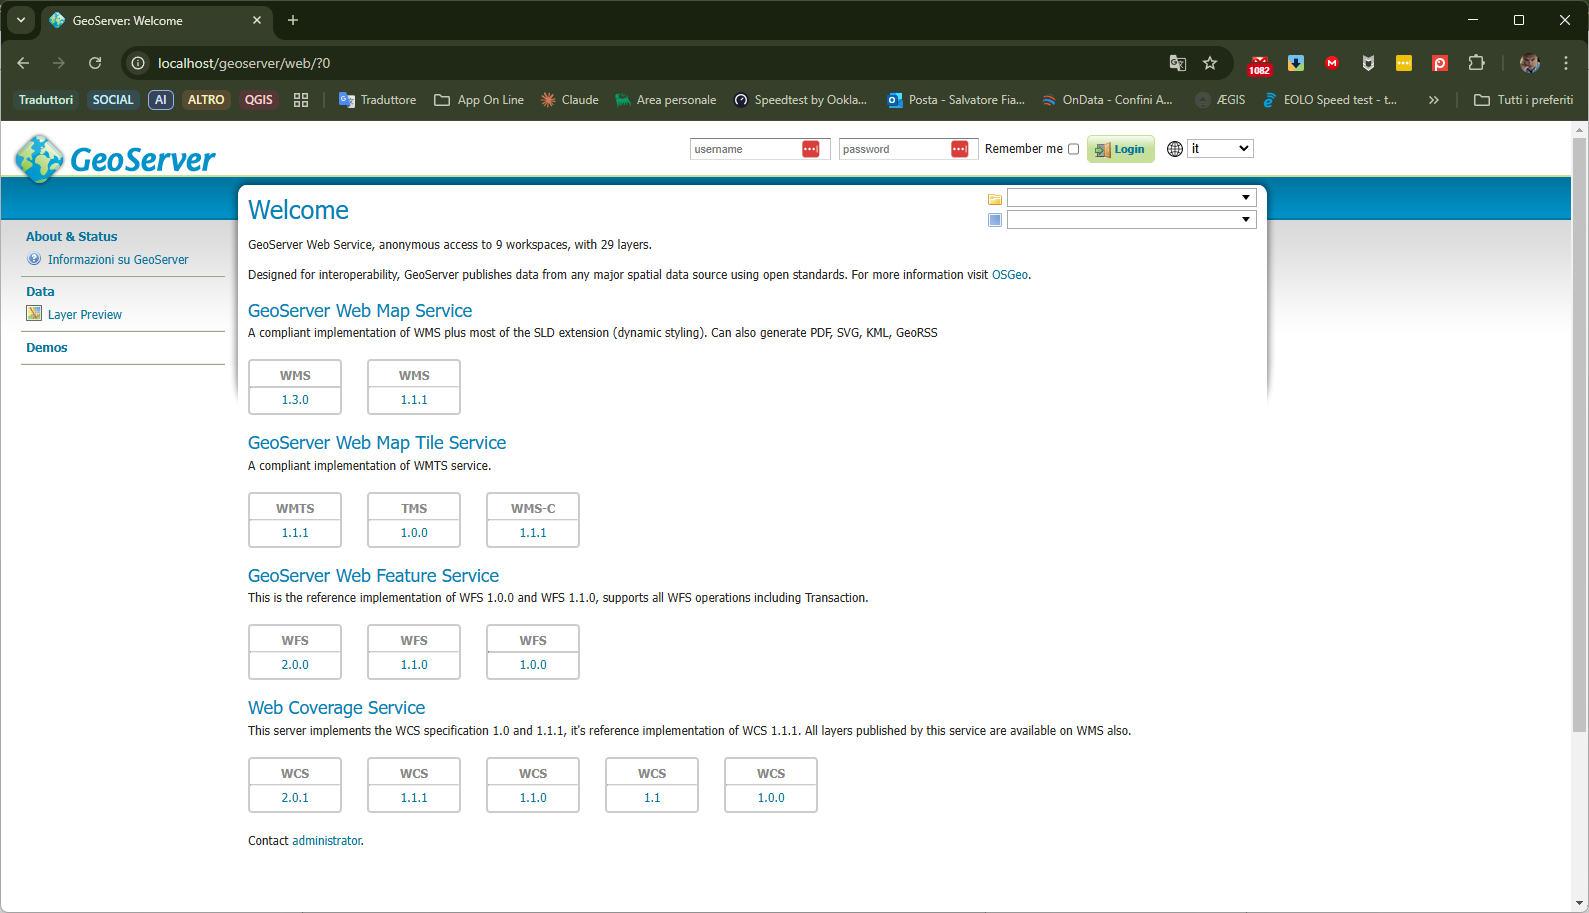 GeoServer: Welcome
localhost/geoserver/web/?0
1082
Traduttori
SOCIAL
AI
ALTRO
QGIS
Traduttore
App On Line
Claude
Area personale
Speedtest by Ookla...
Posta - Salvatore Fia...
OnData - Confini A...
ÆGIS
EOLO Speed test - t...
Tutti i preferiti
GeoServer
username
password
Remember me
Login
it
About & Status
Informazioni su GeoServer
Data
Layer Preview
Demos
Welcome
GeoServer Web Service, anonymous access to 9 workspaces, with 29 layers.
Designed for interoperability, GeoServer publishes data from any major spatial data source using open standards. For more information visit OSGeo.
GeoServer Web Map Service
A compliant implementation of WMS plus most of the SLD extension (dynamic styling). Can also generate PDF, SVG, KML, GeoRSS
WMS WMS
1.3.0 1.1.1
GeoServer Web Map Tile Service
A compliant implementation of WMTS service.
WMTS TMS WMS-C
1.1.1 1.0.0 1.1.1
GeoServer Web Feature Service
This is the reference implementation of WFS 1.0.0 and WFS 1.1.0, supports all WFS operations including Transaction.
WFS WFS WFS
2.0.0 1.1.0 1.0.0
Web Coverage Service
This server implements the WCS specification 1.0 and 1.1.1, it's reference implementation of WCS 1.1.1. All layers published by this service are available on WMS also.
WCS WCS WCS WCS WCS
2.0.1 1.1.1 1.1.0 1.1 1.0.0
Contact administrator.